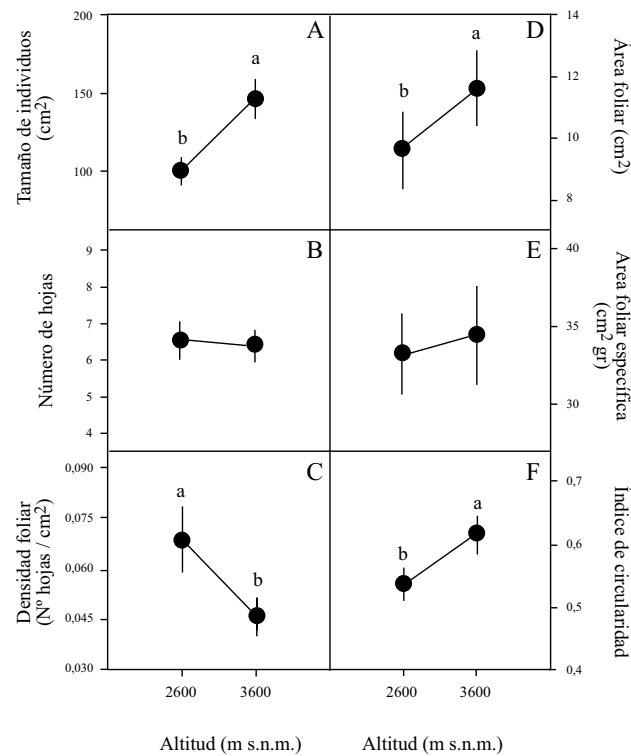 A
200
150
100
Tamaño de individuos
(cm2)
b
a
D
14
12
10
8
Área foliar (cm2)
b
a
B
9
8
7
6
5
4
Número de hojas
E
40
35
30
Area foliar específica
(cm2 gr)
C
0,090
0,075
0,060
0,045
0,030
Densidad foliar
(Nº hojas / cm2)
a
b
F
0,7
0,6
0,5
0,4
Índice de circularidad
b
a
2600
3600
2600
3600
Altitud (m s.n.m.)
Altitud (m s.n.m.)